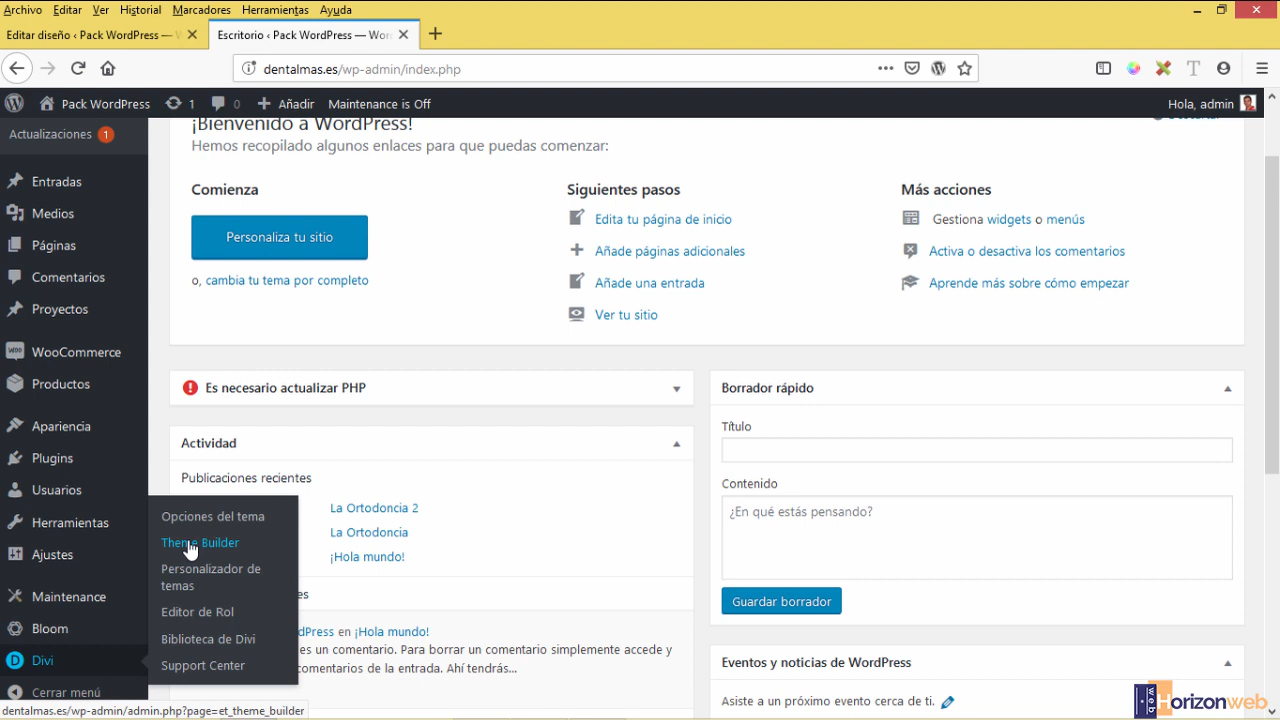 Archivo Editar Ver Historial Marcadores Herramientas Ayuda
Editar diseño ‹ Pack WordPress —
Escritorio ‹ Pack WordPress — Wor
dentalmas.es/wp-admin/index.php
Pack WordPress 1 0 Añadir Maintenance is Off
Hola, admin
Actualizaciones 1
Entradas
Medios
Páginas
Comentarios
Proyectos
WooCommerce
Productos
Apariencia
Plugins
Usuarios
Herramientas
Ajustes
Maintenance
Bloom
Divi
Cerrar menú
Opciones del tema
Theme Builder
Personalizador de
temas
Editor de Rol
Biblioteca de Divi
Support Center
¡Bienvenido a WordPress!
Hemos recopilado algunos enlaces para que puedas comenzar:
Comienza
Personaliza tu sitio
o, cambia tu tema por completo
Siguientes pasos
Edita tu página de inicio
Añade páginas adicionales
Añade una entrada
Ver tu sitio
Más acciones
Gestiona widgets o menús
Activa o desactiva los comentarios
Aprende más sobre cómo empezar
Es necesario actualizar PHP
Actividad
Publicaciones recientes
La Ortodoncia 2
La Ortodoncia
¡Hola mundo!
es
dPress en ¡Hola mundo!
es un comentario. Para borrar un comentario simplemente accede y
comentarios de la entrada. Ahí tendrás...
Borrador rápido
Título
Contenido
¿En qué estás pensando?
Guardar borrador
Eventos y noticias de WordPress
Asiste a un próximo evento cerca de ti.
dentalmas.es/wp-admin/admin.php?page=et_theme_builder
web Horizonweb